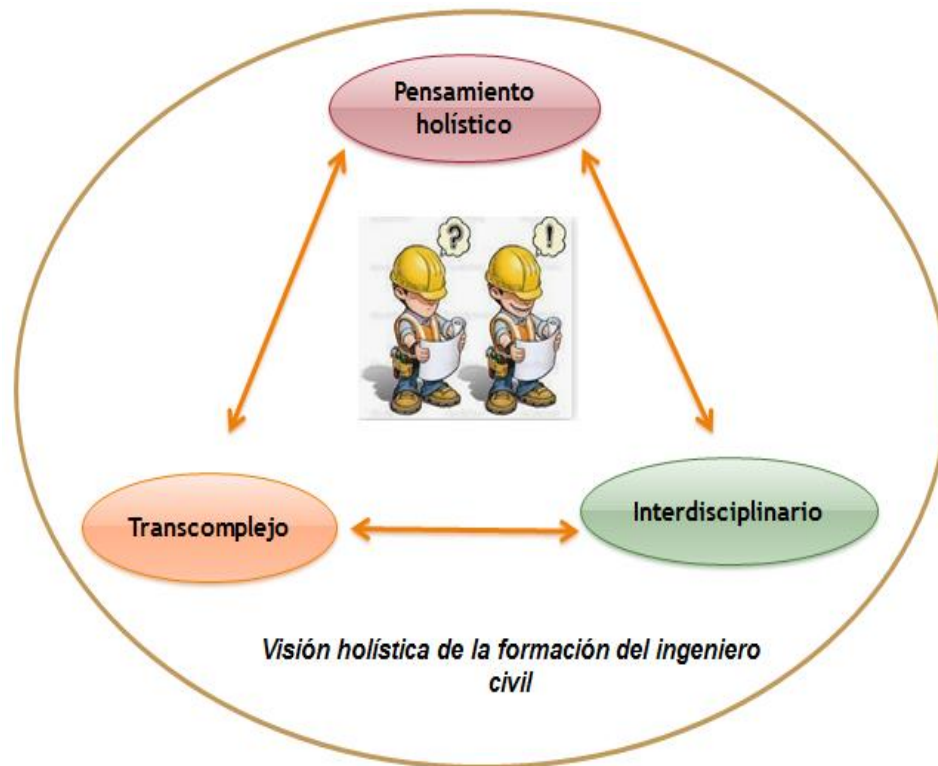 Pensamiento
holístico
?
!
Transcomplejo
Interdisciplinario
Visión holística de la formación del ingeniero
civil